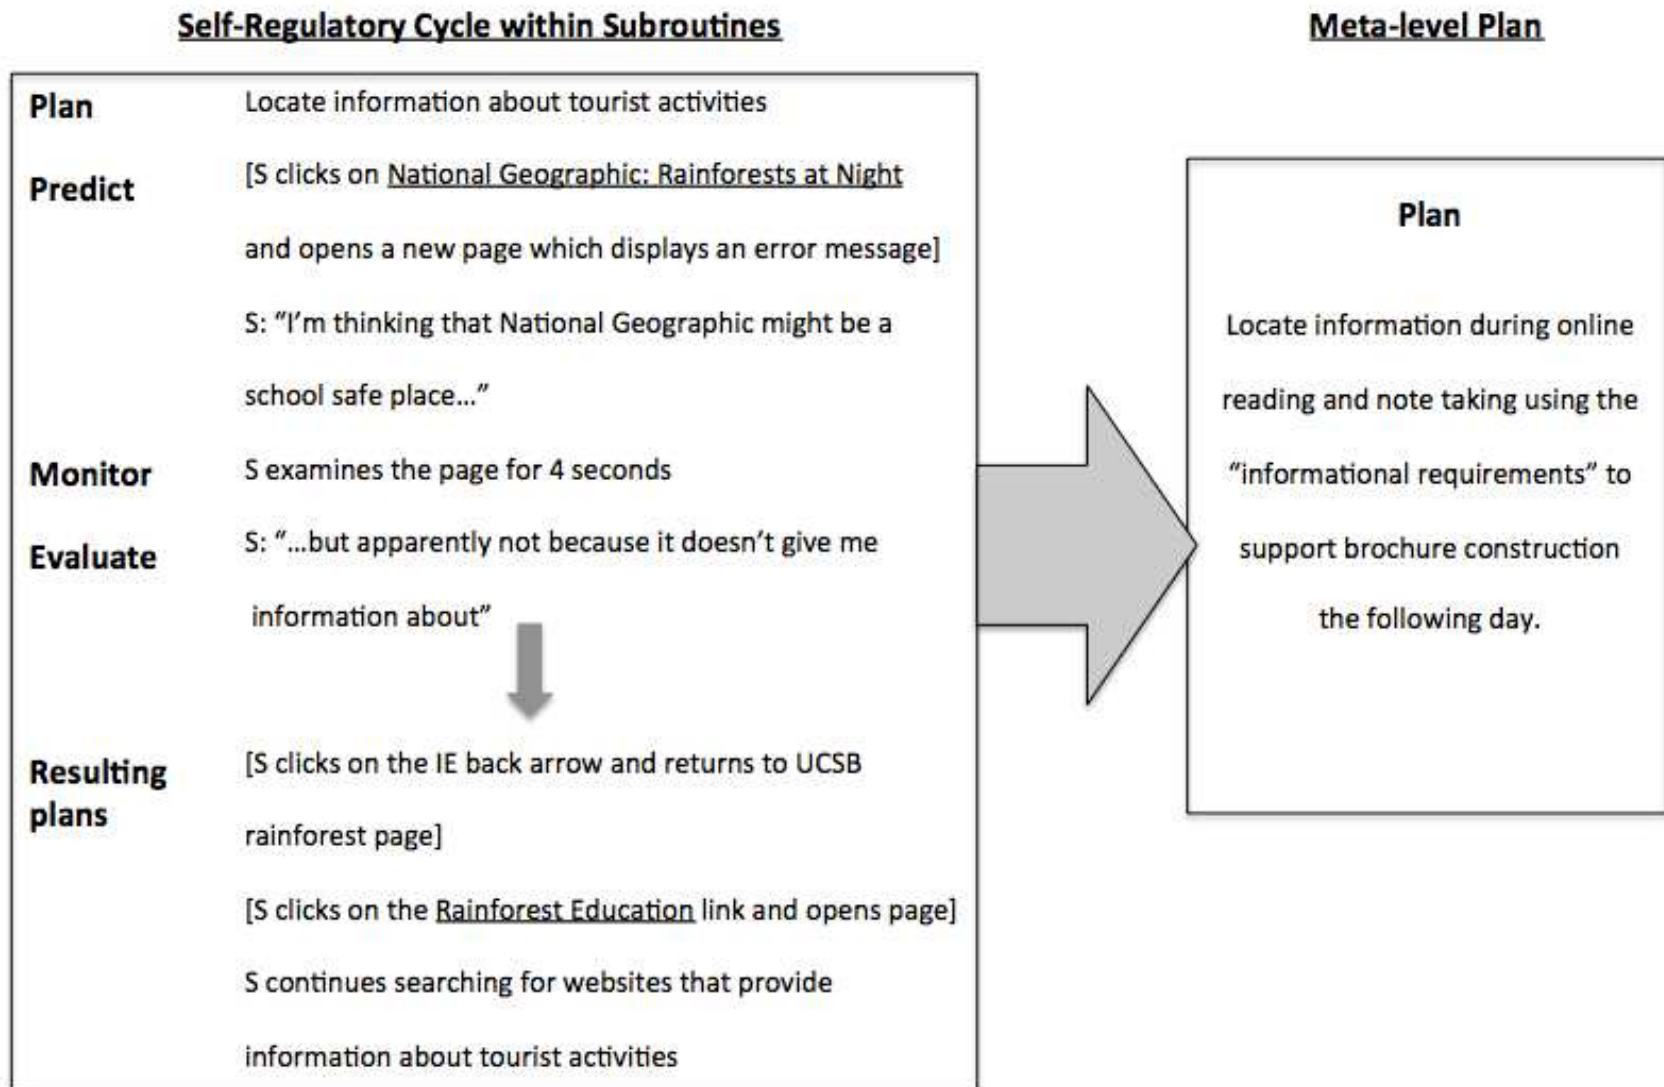 Self-Regulatory Cycle within Subroutines
Meta-level Plan
Plan
Locate information about tourist activities
Predict
[S clicks on National Geographic: Rainforests at Night
and opens a new page which displays an error message]
S: “I’m thinking that National Geographic might be a
school safe place…”
Monitor
S examines the page for 4 seconds
Evaluate
S: “…but apparently not because it doesn’t give me
information about”
Resulting
plans
[S clicks on the IE back arrow and returns to UCSB
rainforest page]
[S clicks on the Rainforest Education link and opens page]
S continues searching for websites that provide
information about tourist activities
Plan
Locate information during online
reading and note taking using the
“informational requirements” to
support brochure construction
the following day.